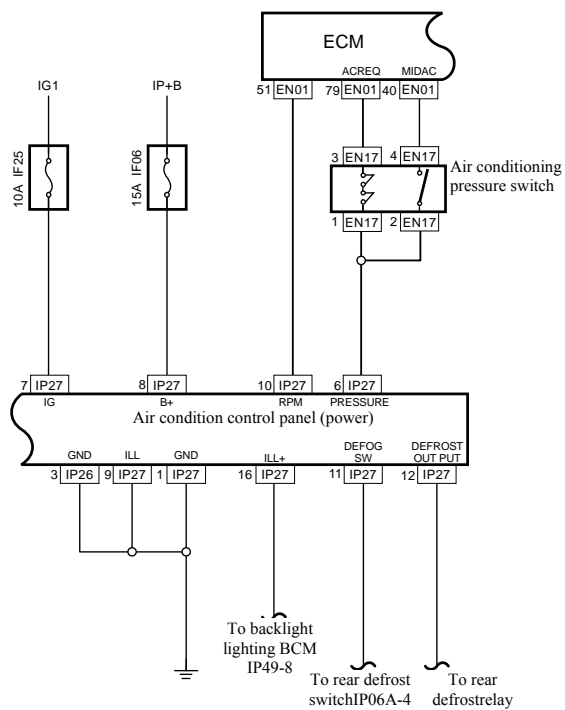 ECM
ACREQ MIDAC
IG1 IP+B 51 EN01 79 EN01 40 EN01
10A IF25
15A IF06
3 EN17 4 EN17
Air conditioning
pressure switch
1 EN17 2 EN17
7 IP27 8 IP27 10 IP27 6 IP27
IG B+ RPM PRESSURE
Air condition control panel (power)
GND ILL GND ILL+ DEFOG
SW
DEFROST
OUT PUT
3 IP26 9 IP27 1 IP27 16 IP27 11 IP27 12 IP27
To backlight
lighting BCM
IP49-8
To rear defrost
switchIP06A-4
To rear
defrostrelay